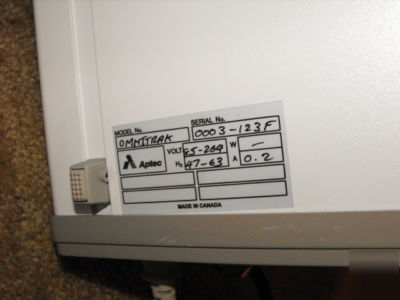 MODEL No. SERIAL No.
OMNITRAK 0003-123F
Aptec VOLT 85-264 W -
Hz 47-63 A 0.2
MADE IN CANADA